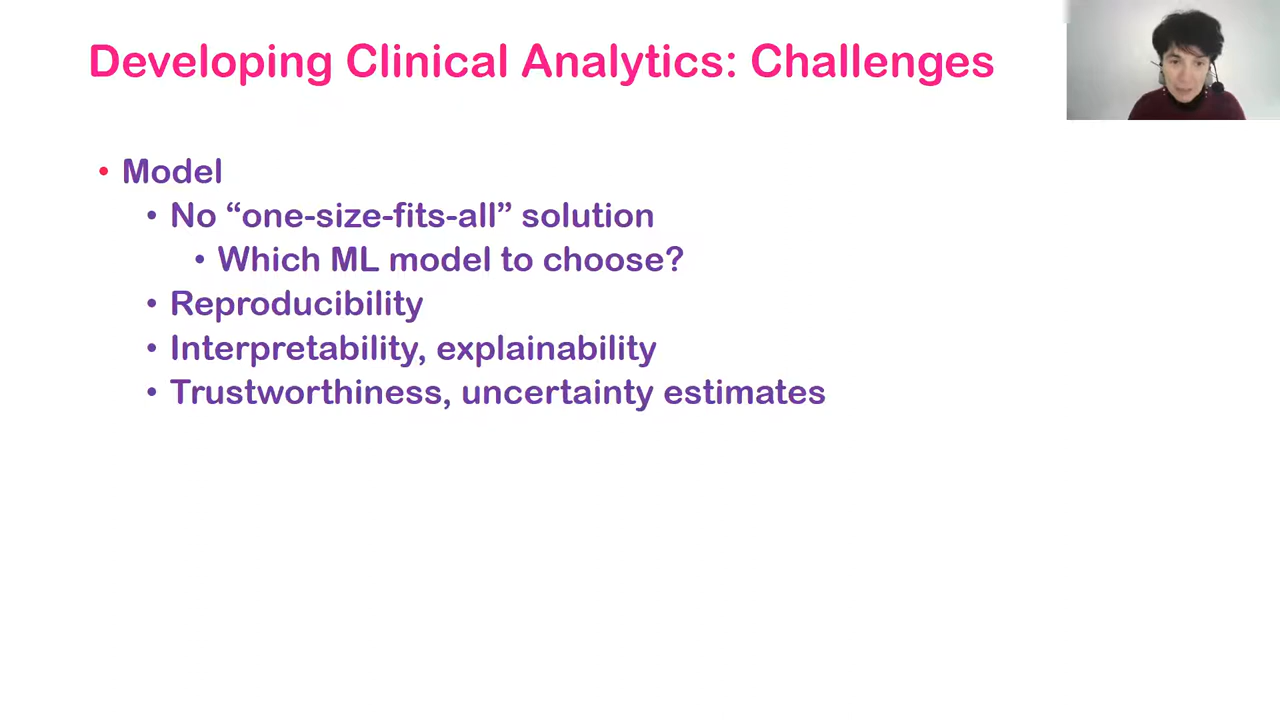 Developing Clinical Analytics: Challenges
• Model
• No “one-size-fits-all” solution
• Which ML model to choose?
• Reproducibility
• Interpretability, explainability
• Trustworthiness, uncertainty estimates